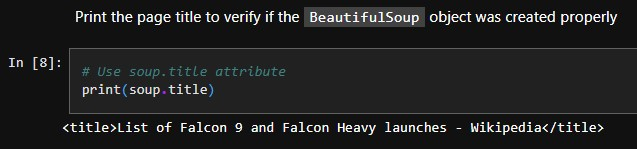 Print the page title to verify if the BeautifulSoup object was created properly
In [8]:
# Use soup.title attribute
print(soup.title)
<title>List of Falcon 9 and Falcon Heavy launches - Wikipedia</title>